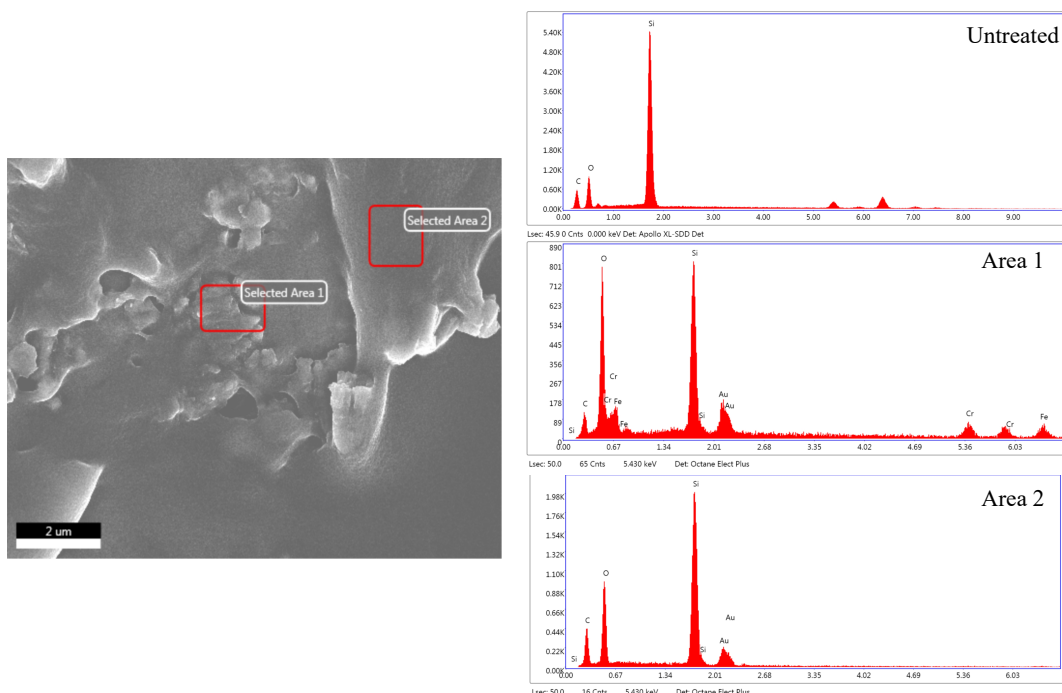 Selected Area 2
Selected Area 1
2 um
Untreated
Si
5.40K
4.80K
4.20K
3.60K
3.00K
2.40K
1.80K
1.20K
0.60K
0.00K
C
O
0.00 1.00 2.00 3.00 4.00 5.00 6.00 7.00 8.00 9.00
Lsec: 45.9 0 Cnts 0.000 keV Det: Apollo XL-SDD Det
Area 1
890
801
712
623
534
445
356
267
178
89
0
Si
C
O
Cr
Cr
Fe
Fe
Si
Si
Au
Au
Cr
Cr
Fe
0.00 0.67 1.34 2.01 2.68 3.35 4.02 4.69 5.36 6.03
Lsec: 50.0 65 Cnts 5.430 keV Det: Octane Elect Plus
Area 2
1.98K
1.76K
1.54K
1.32K
1.10K
0.88K
0.66K
0.44K
0.22K
0.00K
Si
C
O
Si
Si
Au
Au
0.00 0.67 1.34 2.01 2.68 3.35 4.02 4.69 5.36 6.03
Lsec: 50.0 16 Cnts 5.430 keV Det: Octane Elect Plus